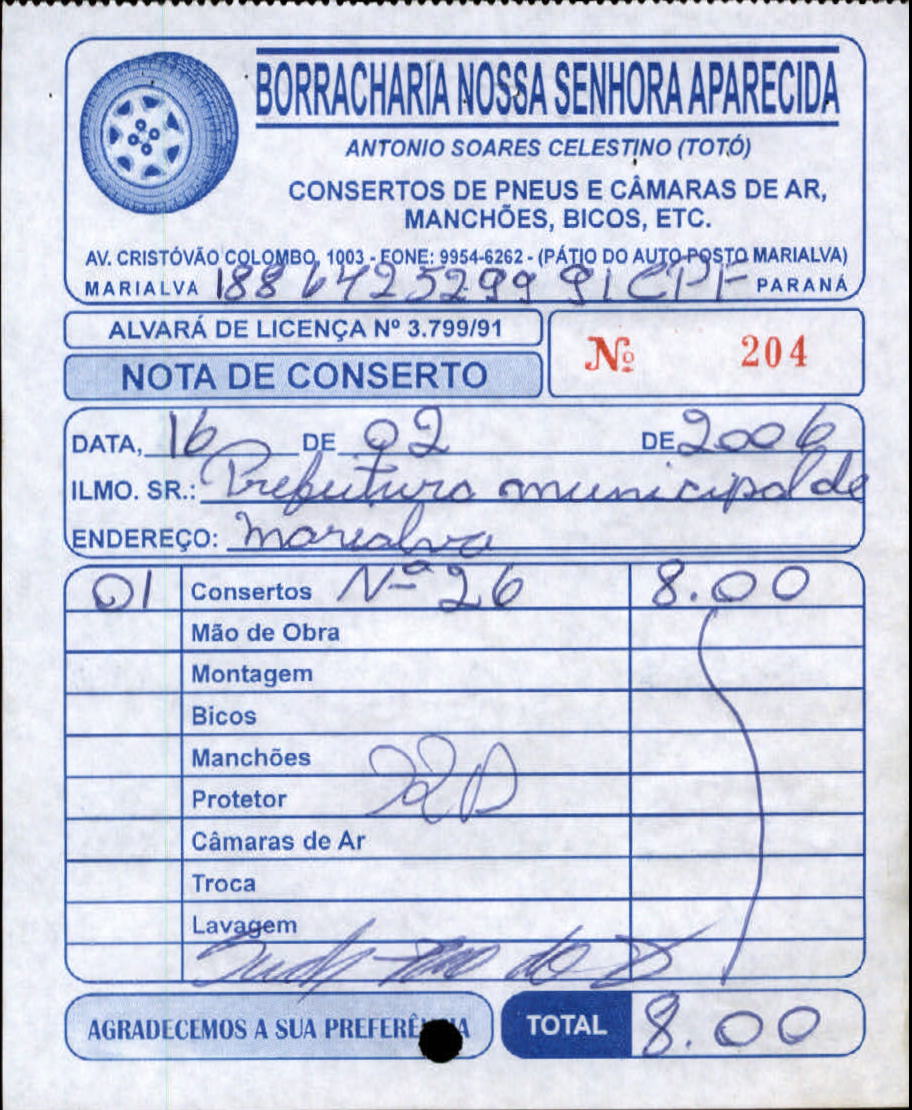 BORRACHARIA NOSSA SENHORA APARECIDA
ANTONIO SOARES CELESTINO (TOTÓ)
CONSERTOS DE PNEUS E CÂMARAS DE AR,
MANCHÕES, BICOS, ETC.
AV. CRISTÓVÃO COLOMBO, 1003 - FONE: 9954-6262 - (PÁTIO DO AUTO POSTO MARIALVA)
MARIALVA CPF PARANÁ
ALVARÁ DE LICENÇA Nº 3.799/91
Nº 204
NOTA DE CONSERTO
DATA, 16 DE 02 DE 2006
ILMO. SR.: Prefeitura municipal de
ENDEREÇO: marialva
01 Consertos Nº 26 8.00
Mão de Obra
Montagem
Bicos
Manchões
Protetor
Câmaras de Ar
Troca
Lavagem
AGRADECEMOS A SUA PREFERÊNCIA
TOTAL 8.00